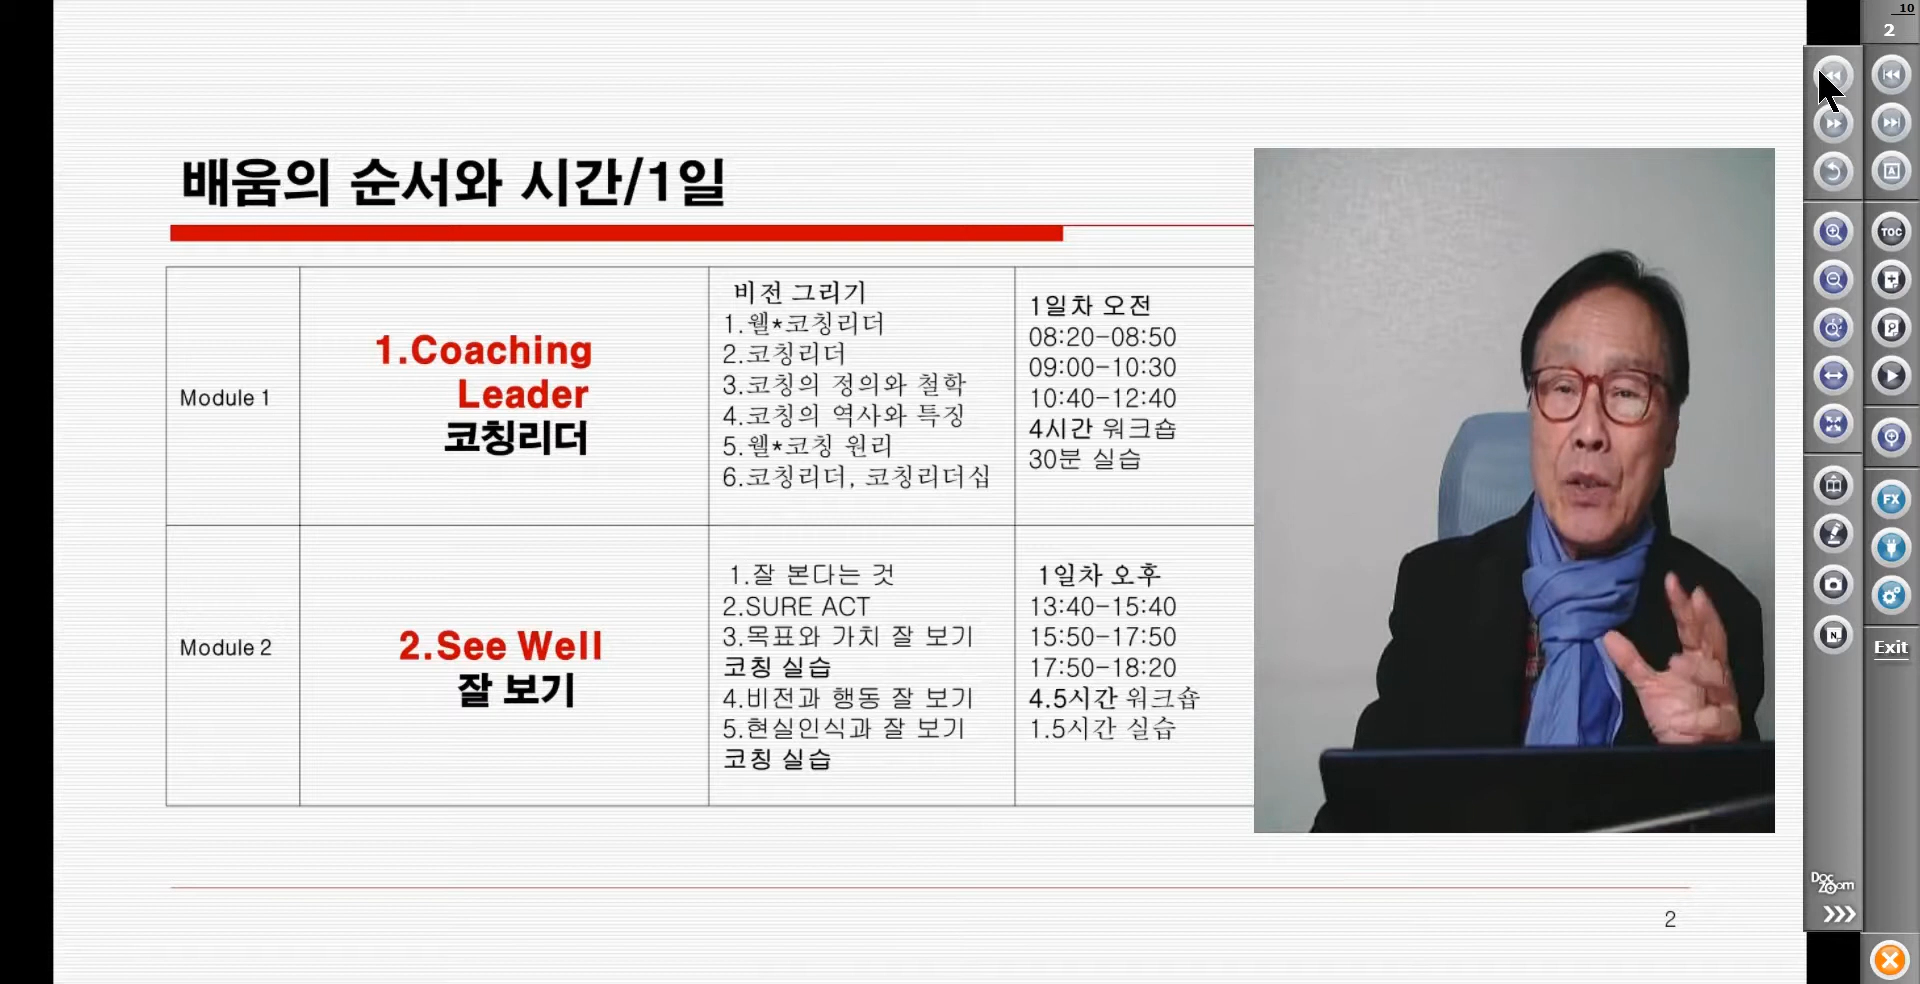 배움의 순서와 시간/1일
Module 1
1.Coaching
Leader
코칭리더
비전 그리기
1.웰*코칭리더
2.코칭리더
3.코칭의 정의와 철학
4.코칭의 역사와 특징
5.웰*코칭 원리
6.코칭리더, 코칭리더십
1일차 오전
08:20-08:50
09:00-10:30
10:40-12:40
4시간 워크숍
30분 실습
Module 2
2.See Well
잘 보기
1.잘 본다는 것
2.SURE ACT
3.목표와 가치 잘 보기
코칭 실습
4.비전과 행동 잘 보기
5.현실인식과 잘 보기
코칭 실습
1일차 오후
13:40-15:40
15:50-17:50
17:50-18:20
4.5시간 워크숍
1.5시간 실습
2
10
2
A
TOC
FX
N
Exit
Doc
Zoom